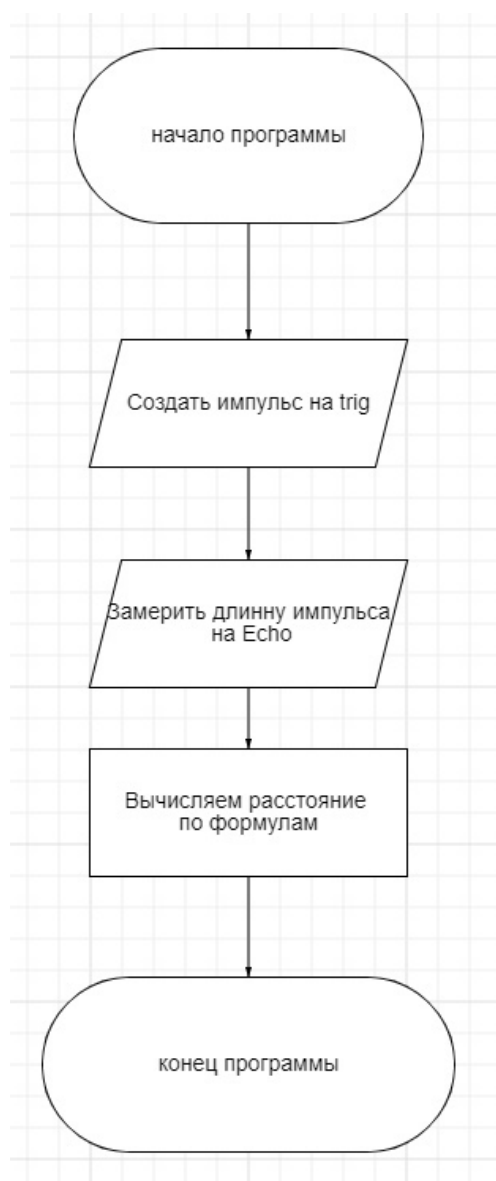 начало программы
Создать импульс на trig
Замерить длинну импульса
на Echo
Вычисляем расстояние
по формулам
конец программы